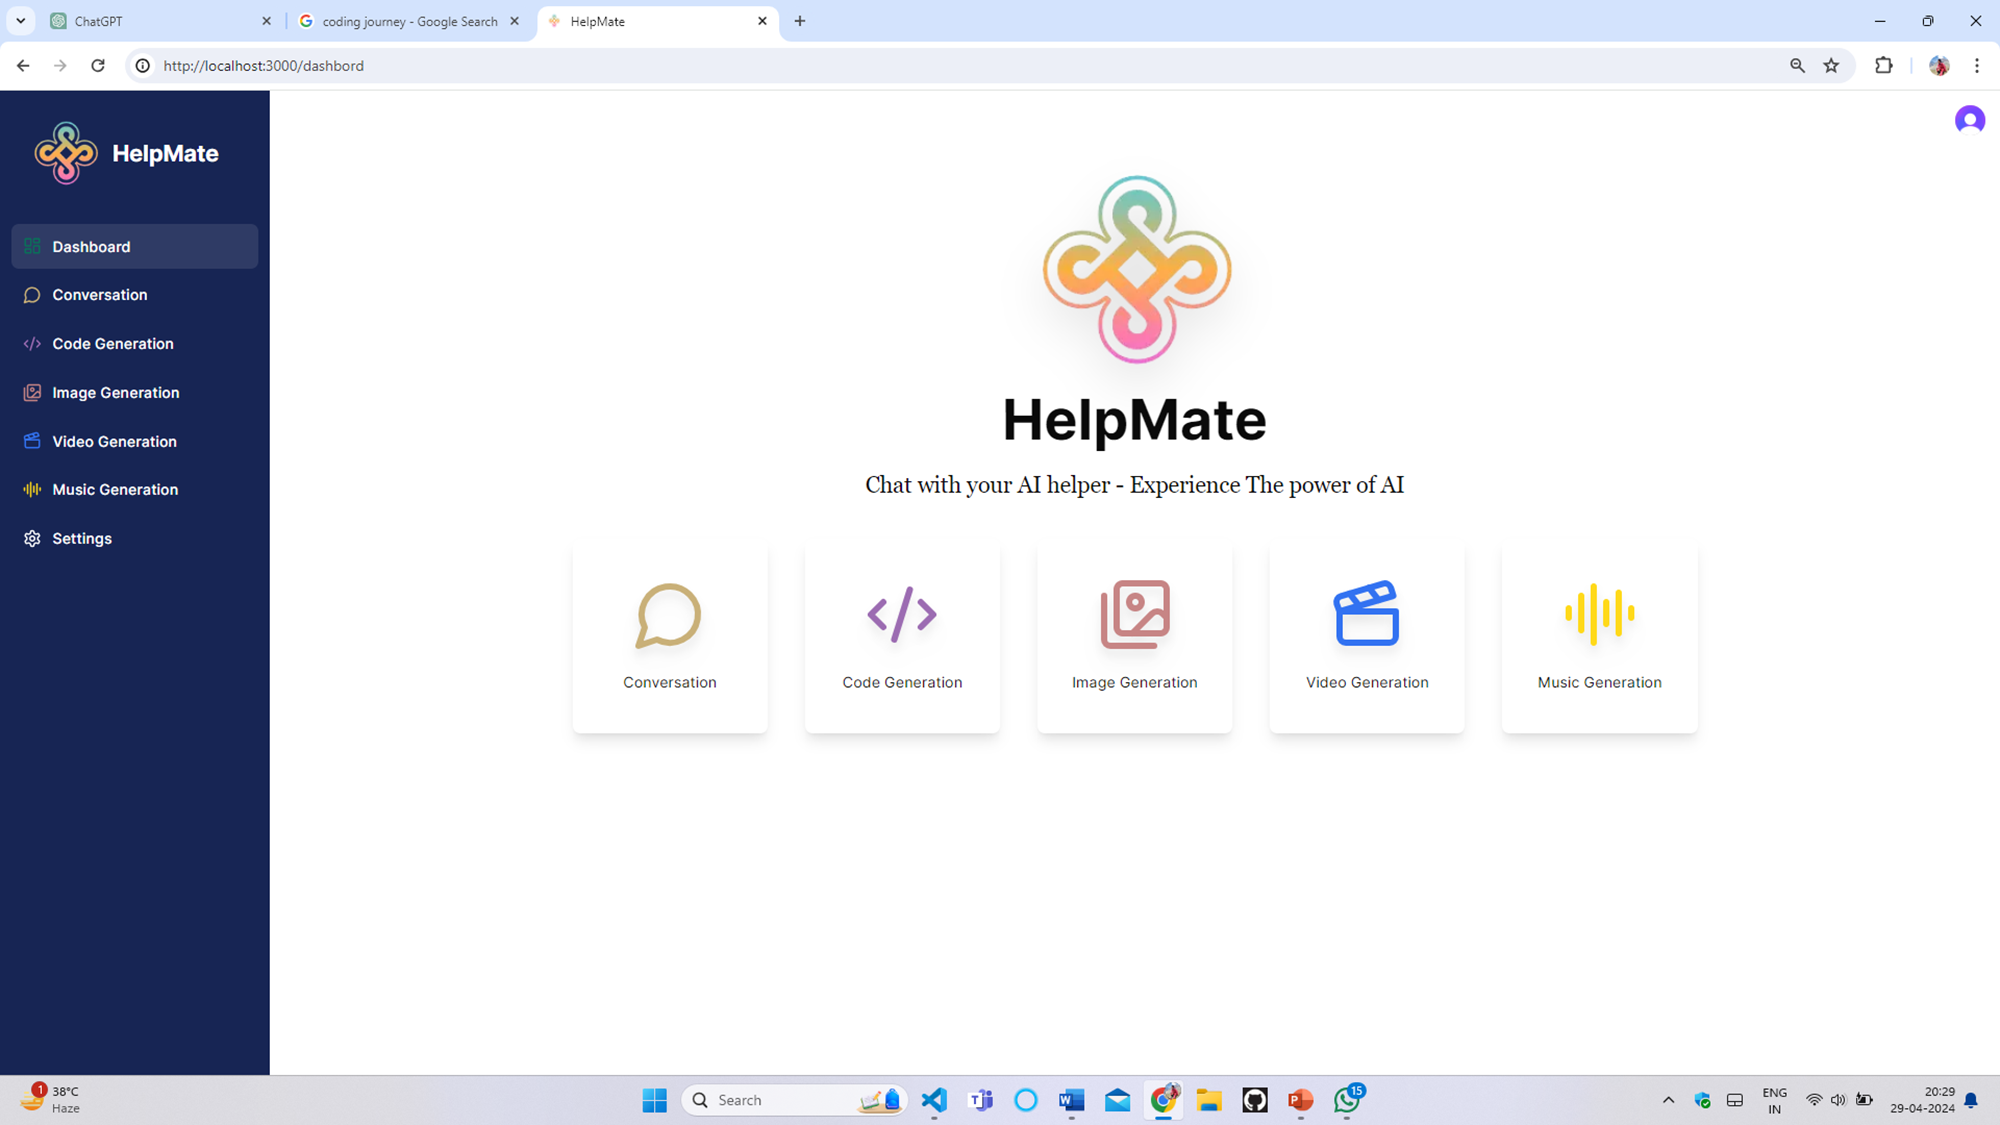 ChatGPT
coding journey - Google Search
HelpMate
http://localhost:3000/dashbord
HelpMate
Dashboard
Conversation
Code Generation
Image Generation
Video Generation
Music Generation
Settings
HelpMate
Chat with your AI helper - Experience The power of AI
Conversation
Code Generation
Image Generation
Video Generation
Music Generation
1
38°C
Haze
Search
15
ENG
IN
20:29
29-04-2024